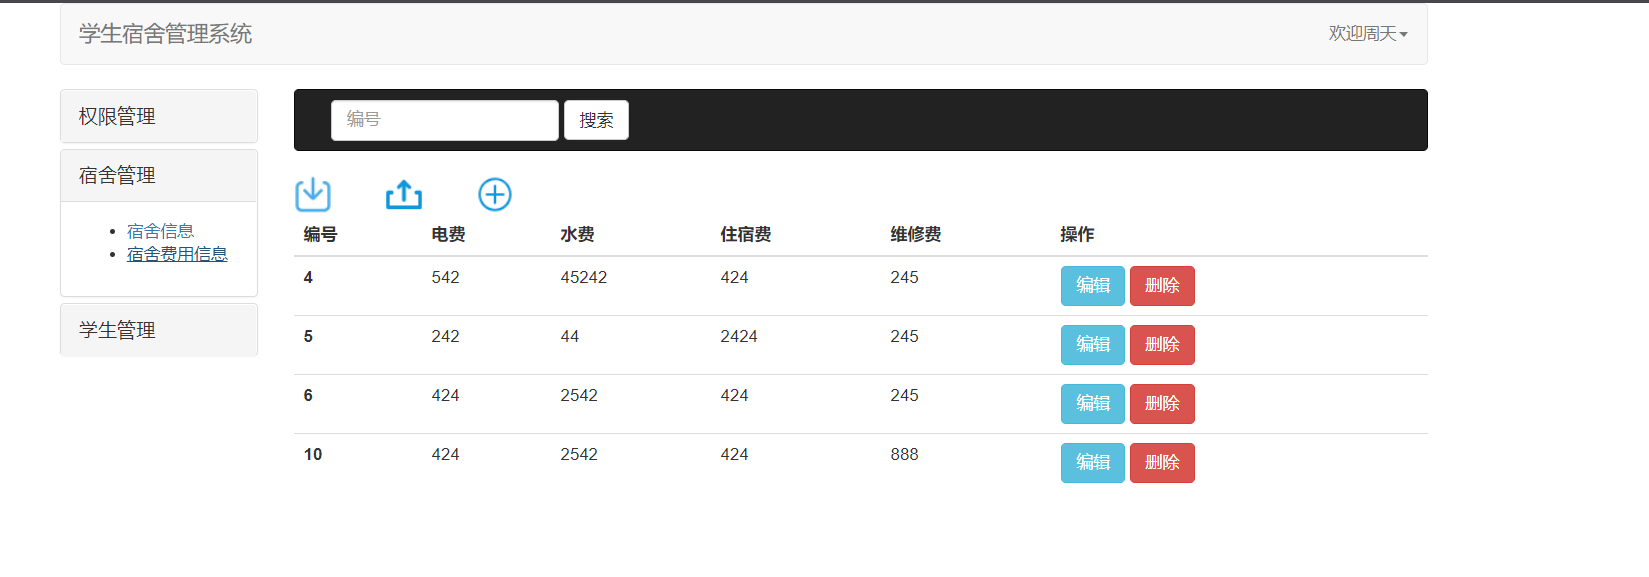 学生宿舍管理系统 欢迎周天
权限管理
编号 搜索
宿舍管理
宿舍信息
宿舍费用信息
学生管理
编号 电费 水费 住宿费 维修费 操作
4 542 45242 424 245 编辑 删除
5 242 44 2424 245 编辑 删除
6 424 2542 424 245 编辑 删除
10 424 2542 424 888 编辑 删除